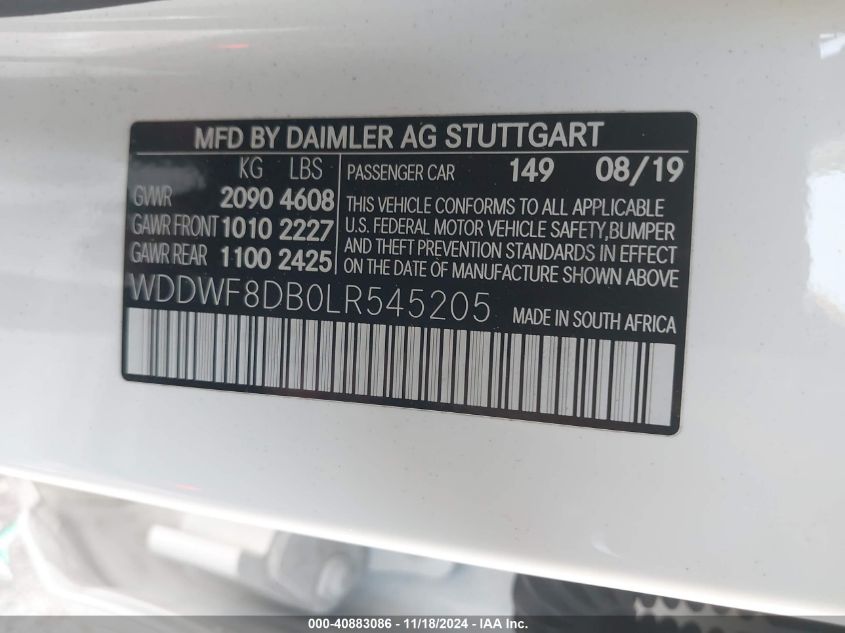 MFD BY DAIMLER AG STUTTGART
KG LBS
GVWR 2090 4608
GAWR FRONT 1010 2227
GAWR REAR 1100 2425
PASSENGER CAR 149 08/19
THIS VEHICLE CONFORMS TO ALL APPLICABLE
U.S. FEDERAL MOTOR VEHICLE SAFETY,BUMPER
AND THEFT PREVENTION STANDARDS IN EFFECT
ON THE DATE OF MANUFACTURE SHOWN ABOVE
WDDWF8DB0LR545205 MADE IN SOUTH AFRICA
000-40883086 - 11/18/2024 - IAA Inc.